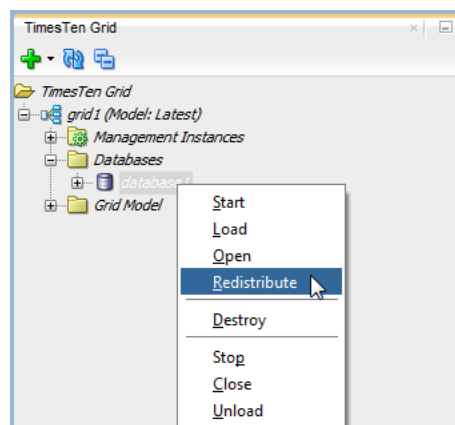 TimesTen Grid
TimesTen Grid
grid1 (Model: Latest)
Management Instances
Databases
database1
Grid Model
Start
Load
Open
Redistribute
Destroy
Stop
Close
Unload